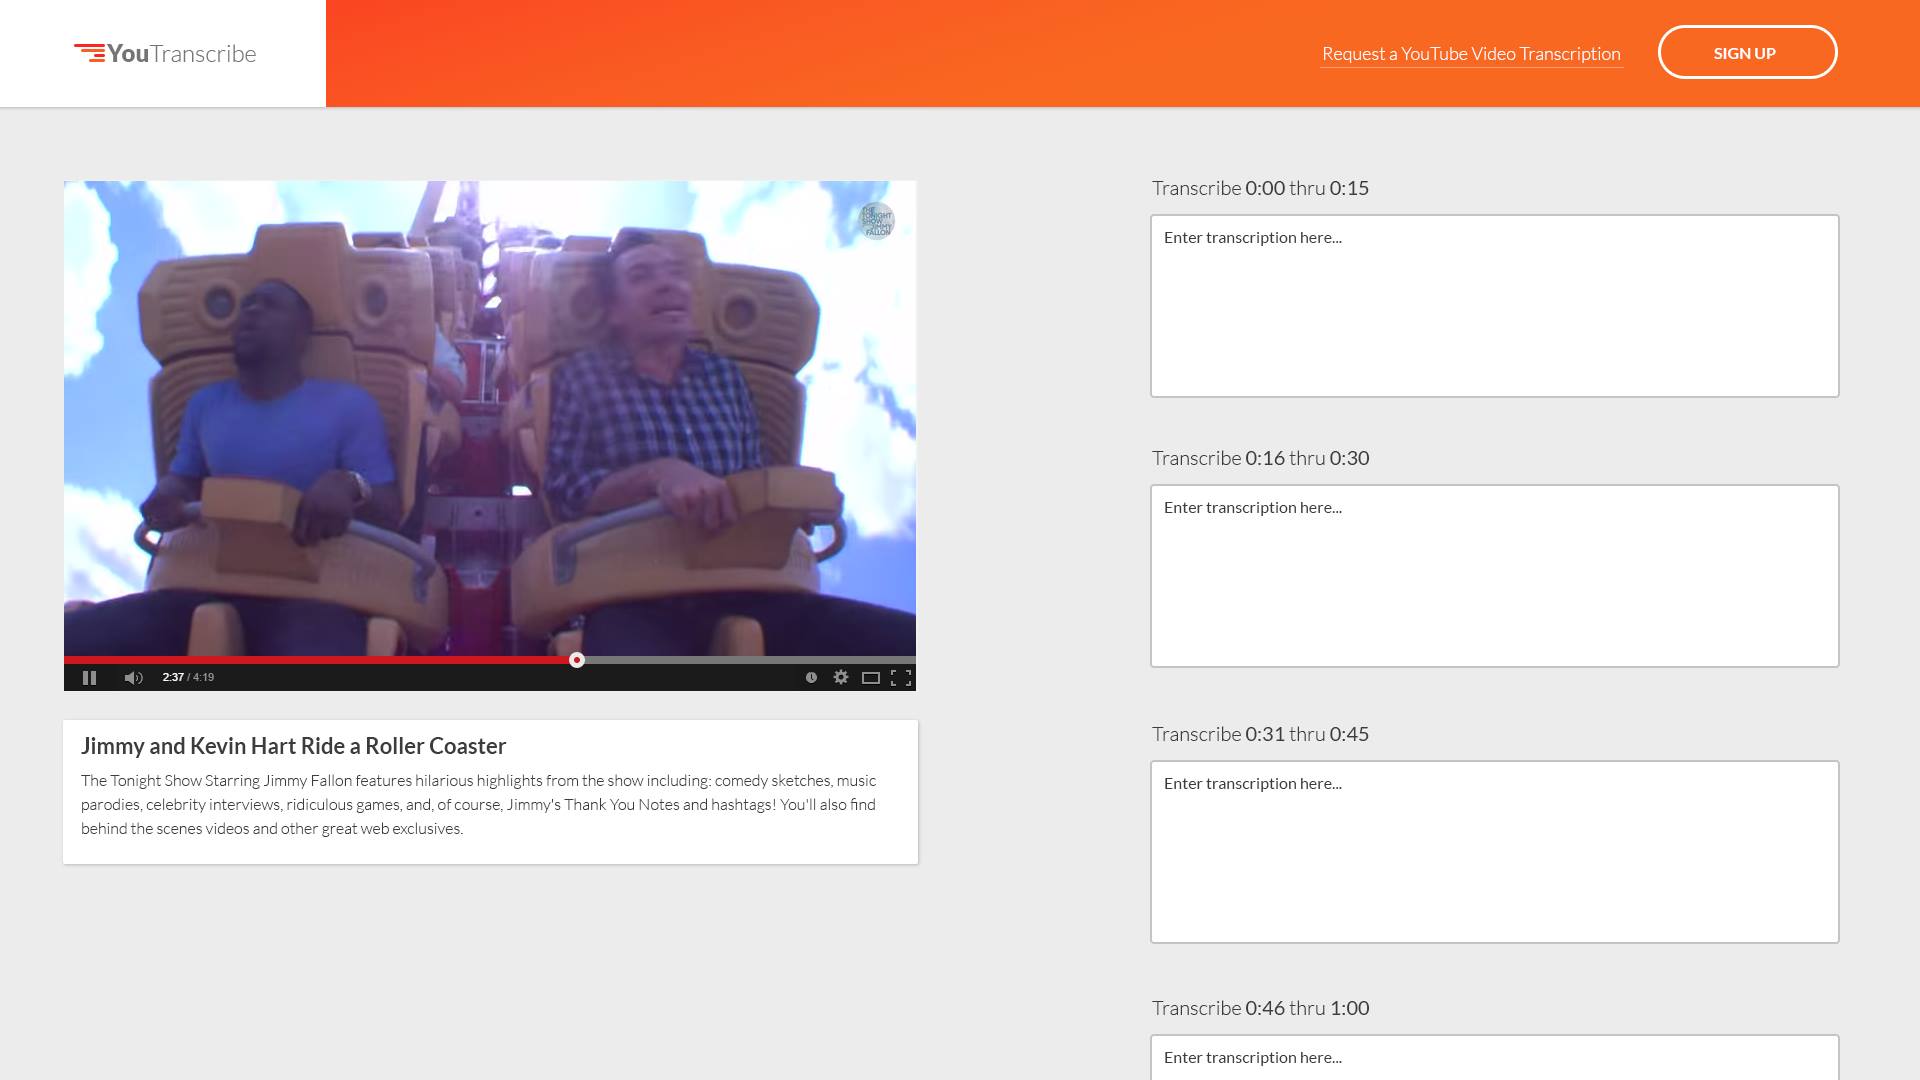 YouTranscribe
Request a YouTube Video Transcription
SIGN UP
THE
TONIGHT
SHOW
FALLON
2:37 / 4:19
Jimmy and Kevin Hart Ride a Roller Coaster
The Tonight Show Starring Jimmy Fallon features hilarious highlights from the show including: comedy sketches, music
parodies, celebrity interviews, ridiculous games, and, of course, Jimmy's Thank You Notes and hashtags! You'll also find
behind the scenes videos and other great web exclusives.
Transcribe 0:00 thru 0:15
Enter transcription here...
Transcribe 0:16 thru 0:30
Enter transcription here...
Transcribe 0:31 thru 0:45
Enter transcription here...
Transcribe 0:46 thru 1:00
Enter transcription here...